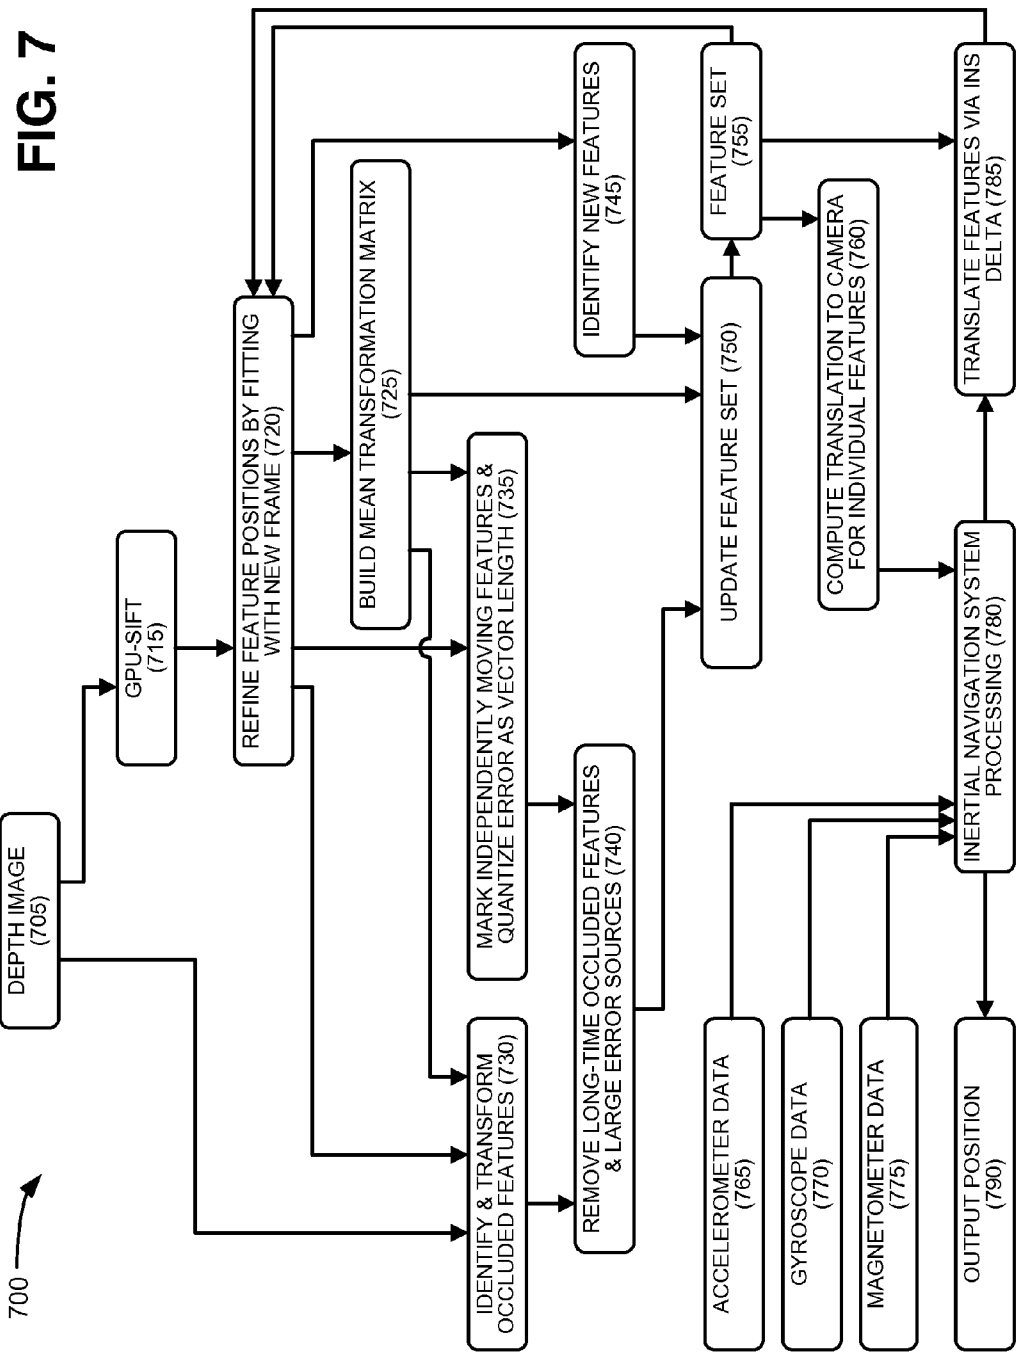 FIG. 7
700
DEPTH IMAGE
(705)
GPU-SIFT
(715)
REFINE FEATURE POSITIONS BY FITTING
WITH NEW FRAME (720)
BUILD MEAN TRANSFORMATION MATRIX
(725)
IDENTIFY & TRANSFORM
OCCLUDED FEATURES (730)
MARK INDEPENDENTLY MOVING FEATURES &
QUANTIZE ERROR AS VECTOR LENGTH (735)
REMOVE LONG-TIME OCCLUDED FEATURES
& LARGE ERROR SOURCES (740)
IDENTIFY NEW FEATURES
(745)
UPDATE FEATURE SET (750)
FEATURE SET
(755)
COMPUTE TRANSLATION TO CAMERA
FOR INDIVIDUAL FEATURES (760)
ACCELEROMETER DATA
(765)
GYROSCOPE DATA
(770)
MAGNETOMETER DATA
(775)
INERTIAL NAVIGATION SYSTEM
PROCESSING (780)
TRANSLATE FEATURES VIA INS
DELTA (785)
OUTPUT POSITION
(790)